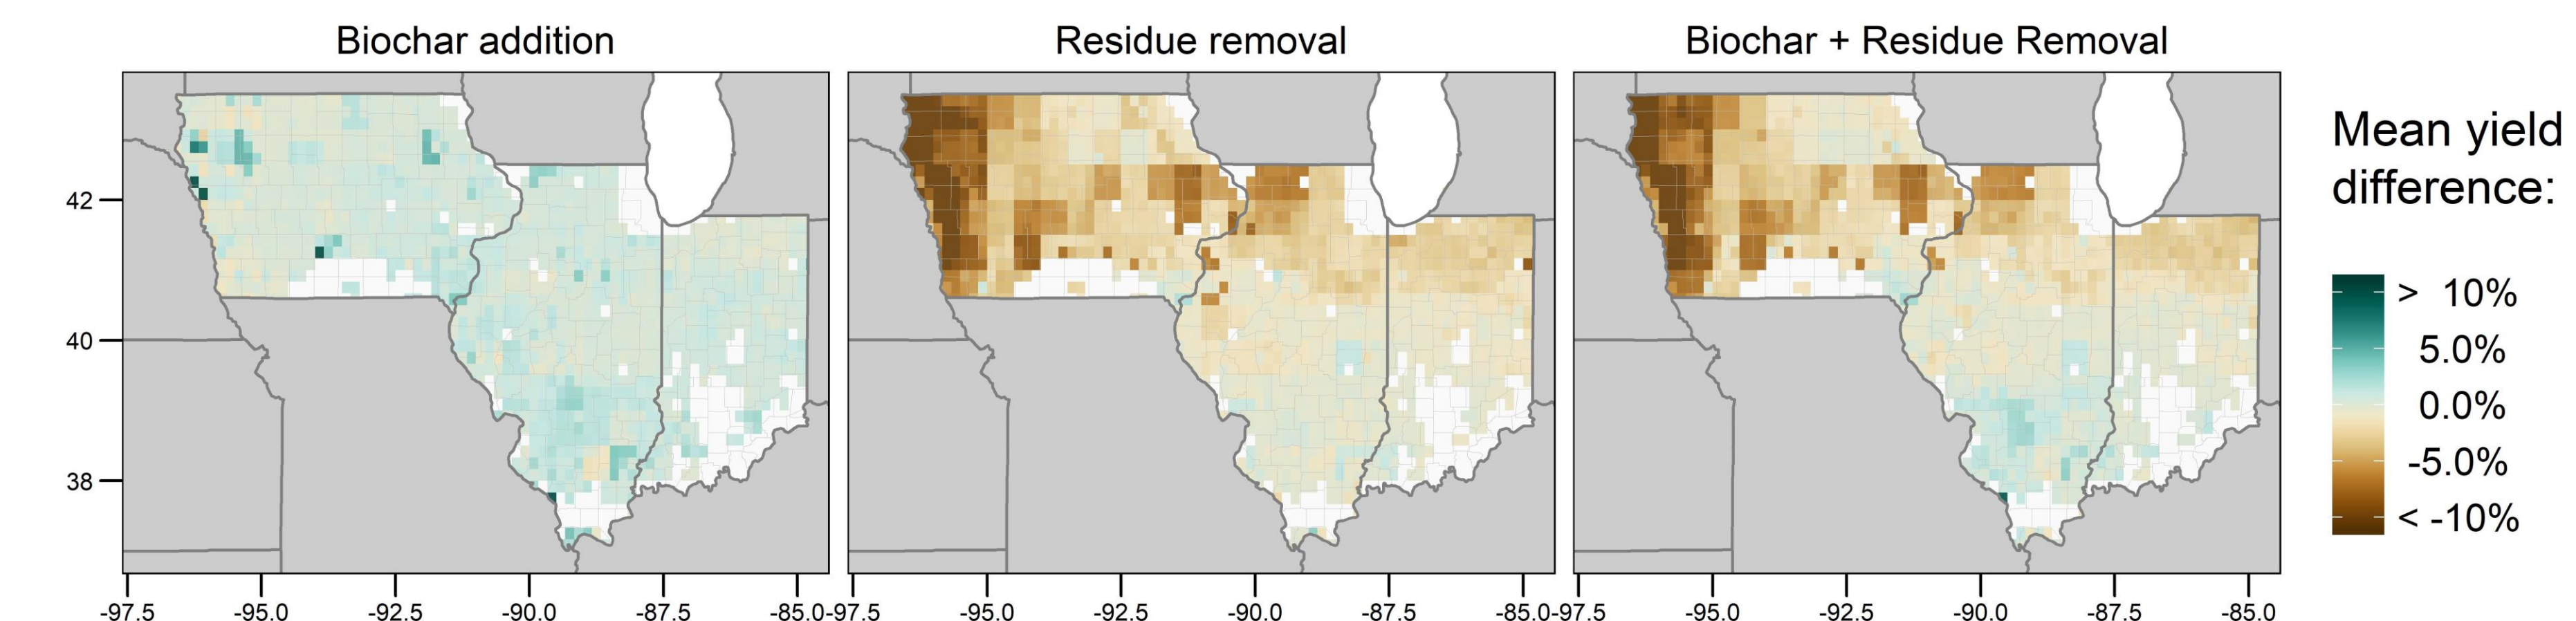 Biochar addition
Residue removal
Biochar + Residue Removal
42
40
38
-97.5 -95.0 -92.5 -90.0 -87.5 -85.0
-97.5 -95.0 -92.5 -90.0 -87.5 -85.0
-97.5 -95.0 -92.5 -90.0 -87.5 -85.0
Mean yield
difference:
> 10%
5.0%
0.0%
-5.0%
< -10%